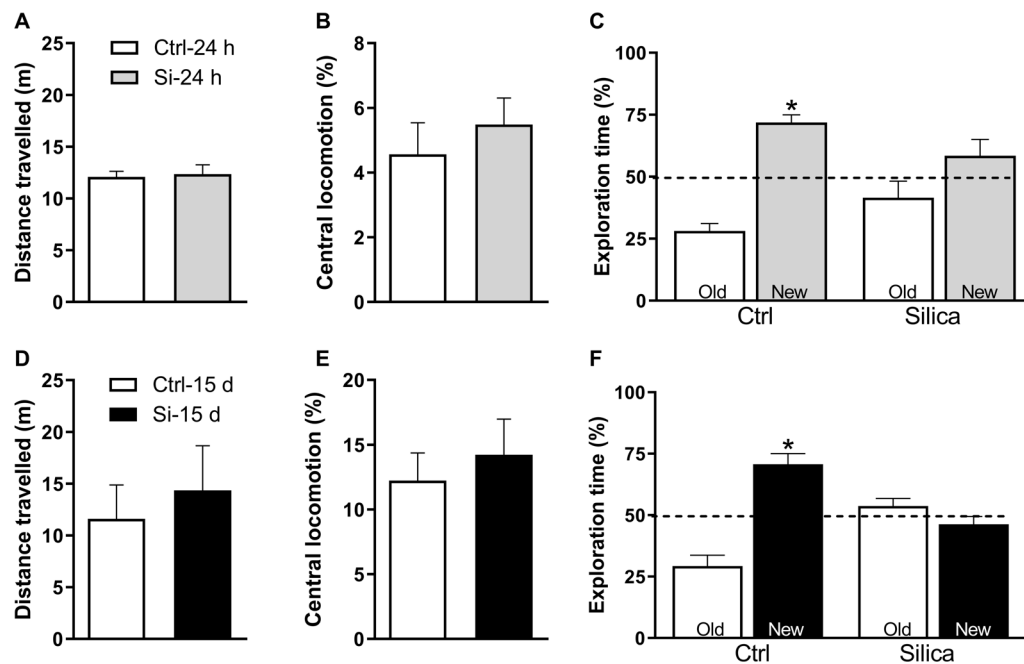 A
Distance travelled (m)
25
20
15
10
5
0
Ctrl-24 h
Si-24 h
B
Central locomotion (%)
8
6
4
2
0
C
Exploration time (%)
100
75
50
25
0
*
Old
New
Old
New
Ctrl
Silica
D
Distance travelled (m)
25
20
15
10
5
0
Ctrl-15 d
Si-15 d
E
Central locomotion (%)
20
15
10
5
0
F
Exploration time (%)
100
75
50
25
0
*
Old
New
Old
New
Ctrl
Silica